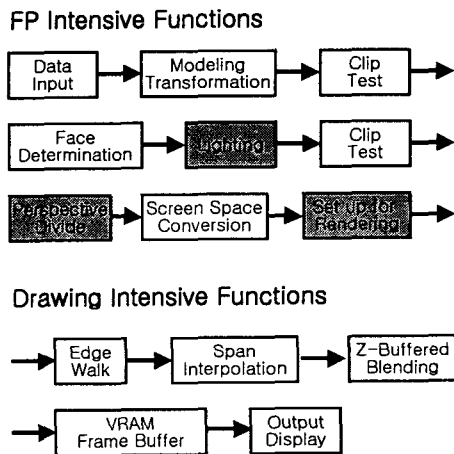 FP Intensive Functions
Data
Input
Modeling
Transformation
Clip
Test
Face
Determination
Lighting
Clip
Test
Perspective
Divide
Screen Space
Conversion
Set Up for
Rendering
Drawing Intensive Functions
Edge
Walk
Span
Interpolation
Z-Buffered
Blending
VRAM
Frame Buffer
Output
Display